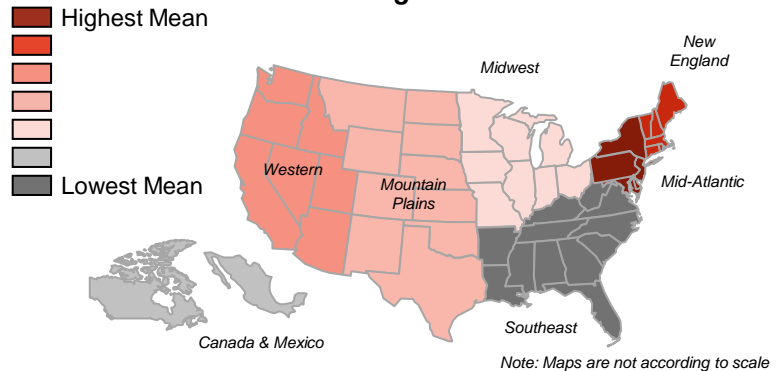 Highest Mean
New
England
Midwest
Western
Mountain
Plains
Lowest Mean
Mid-Atlantic
Southeast
Canada & Mexico
Note: Maps are not according to scale